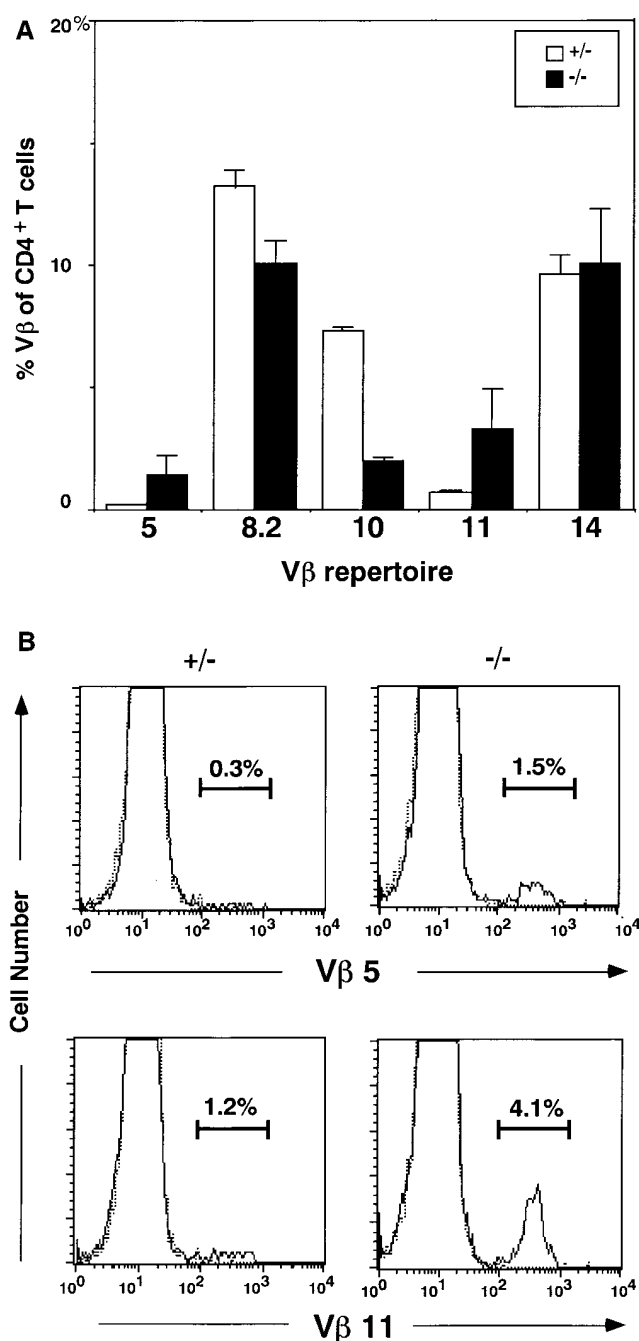 A
20%
10
0
% Vβ of CD4⁺ T cells
+/-
-/-
5 8.2 10 11 14
Vβ repertoire
B
+/- -/-
Cell Number
0.3%
10⁰ 10¹ 10² 10³ 10⁴
1.5%
10⁰ 10¹ 10² 10³ 10⁴
Vβ 5
1.2%
10⁰ 10¹ 10² 10³ 10⁴
4.1%
10⁰ 10¹ 10² 10³ 10⁴
Vβ 11